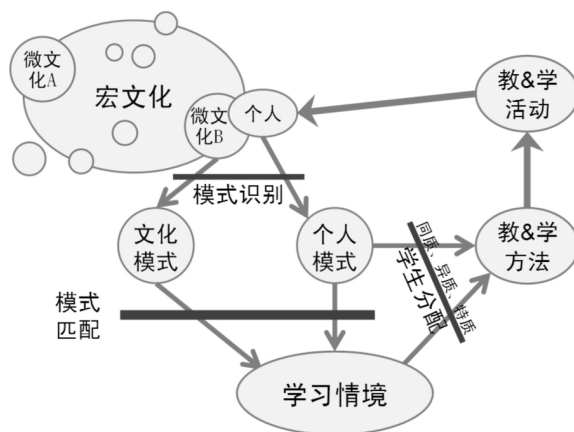 微文
化A
宏文化
微文
化B
个人
教&学
活动
模式识别
文化
模式
个人
模式
教&学
方法
同质、异质、特质
学生分配
模式
匹配
学习情境